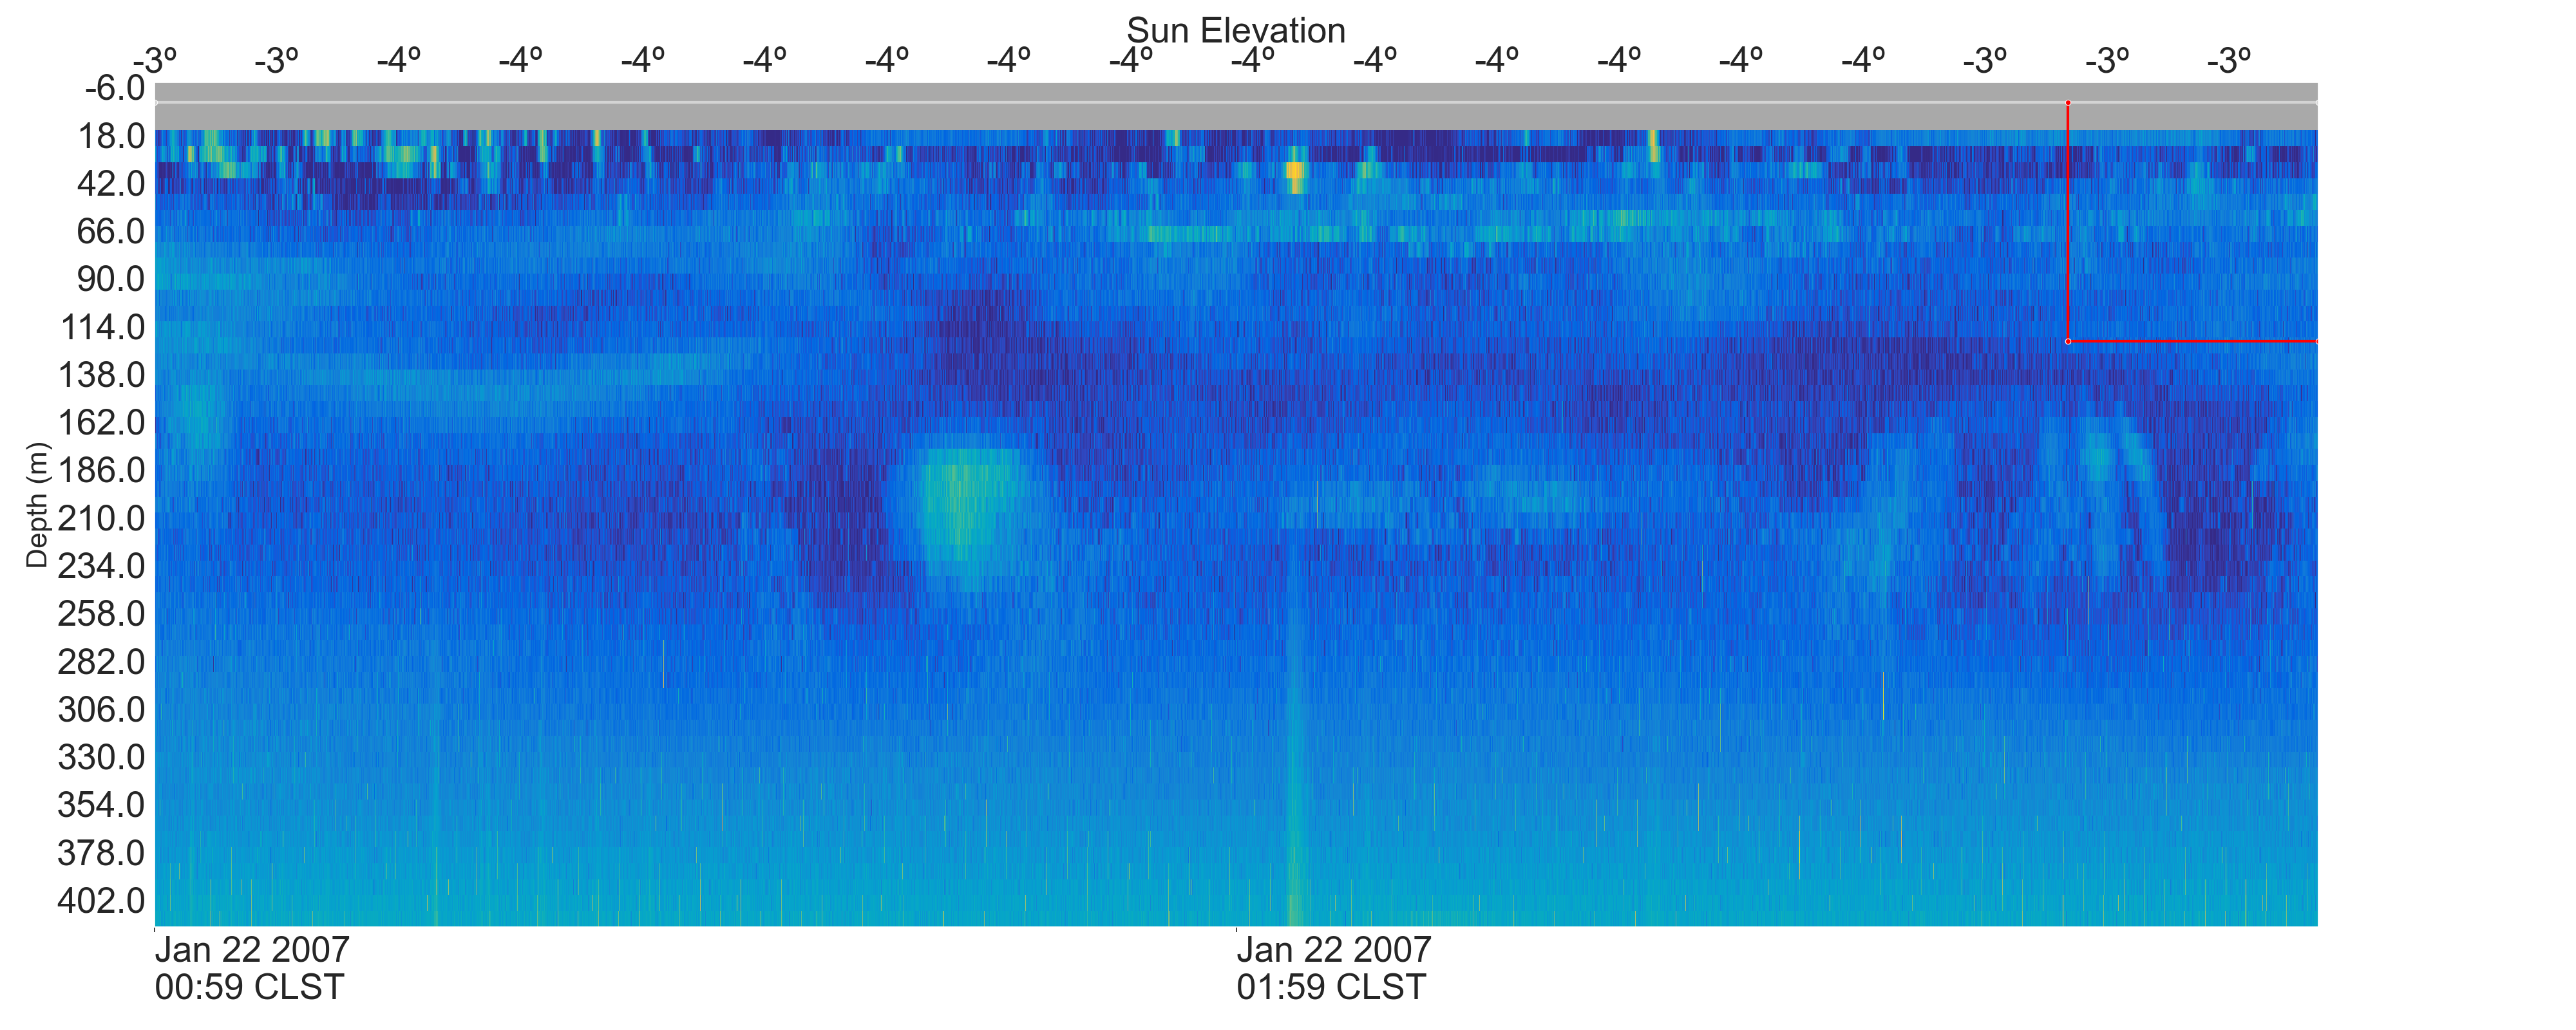 Sun Elevation
-3º -3º -4º -4º -4º -4º -4º -4º -4º -4º -4º -4º -4º -4º -4º -3º -3º -3º
Depth (m)
-6.0
18.0
42.0
66.0
90.0
114.0
138.0
162.0
186.0
210.0
234.0
258.0
282.0
306.0
330.0
354.0
378.0
402.0
Jan 22 2007
00:59 CLST
Jan 22 2007
01:59 CLST